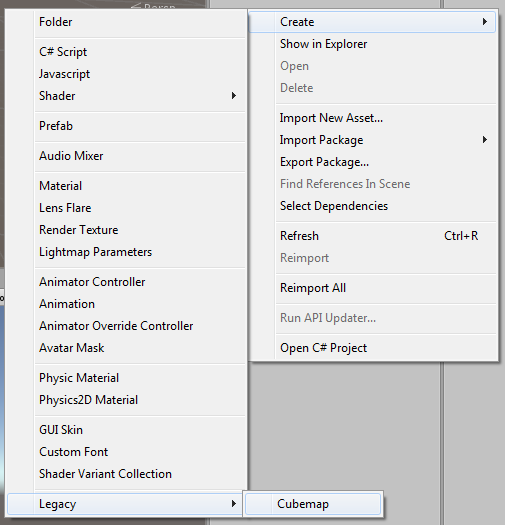 Persp
Folder
C# Script
Javascript
Shader
Prefab
Audio Mixer
Material
Lens Flare
Render Texture
Lightmap Parameters
Animator Controller
Animation
Animator Override Controller
Avatar Mask
Physic Material
Physics2D Material
GUI Skin
Custom Font
Shader Variant Collection
Legacy
Cubemap
Create
Show in Explorer
Open
Delete
Import New Asset...
Import Package
Export Package...
Find References In Scene
Select Dependencies
Refresh Ctrl+R
Reimport
Reimport All
Run API Updater...
Open C# Project